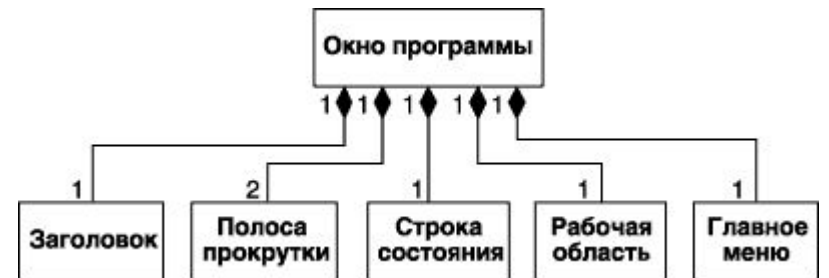 Окно программы
1 1 1 1 1
1 2 1 1 1
Заголовок
Полоса
прокрутки
Строка
состояния
Рабочая
область
Главное
меню